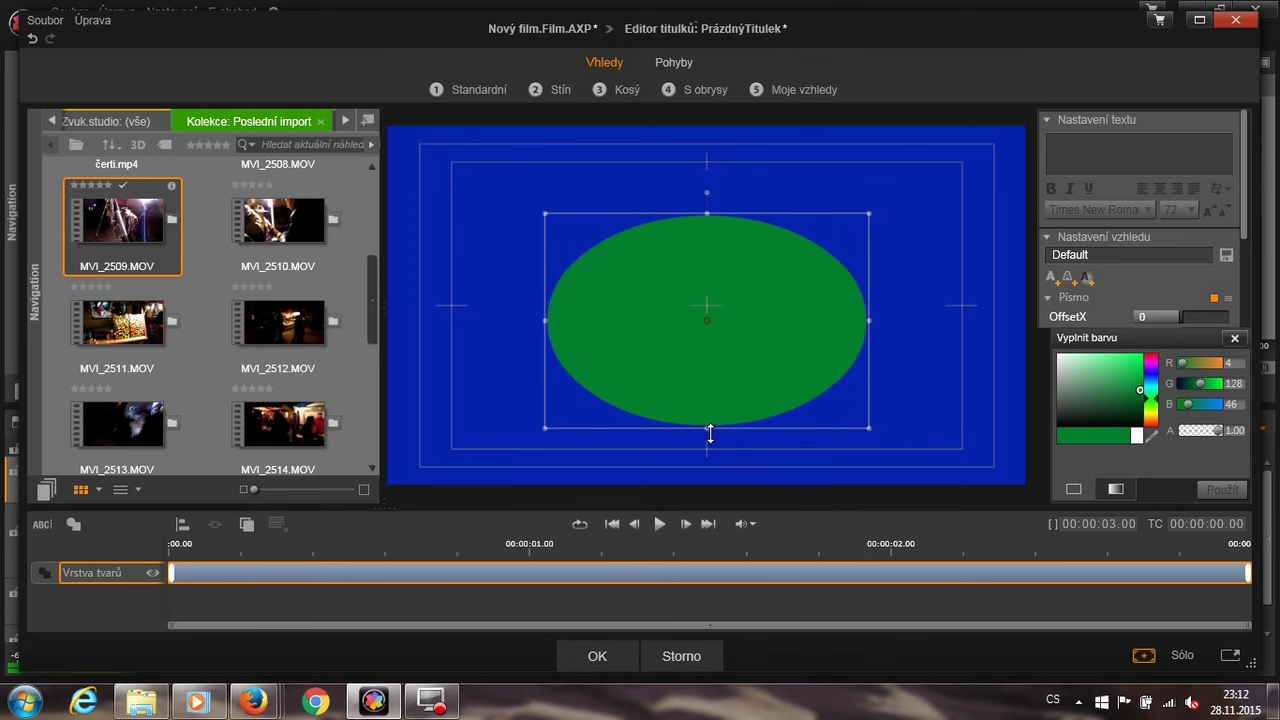 Soubor Úprava
Nový film.Film.AXP* > Editor titulků: PrázdnýTitulek*
Vhledy Pohyby
1 Standardní 2 Stín 3 Kosý 4 S obrysy 5 Moje vzhledy
Zvuk.studio: (vše) Kolekce: Poslední import ×
3D Hledat aktuální náhled
čerti.mp4 MVI_2508.MOV
MVI_2509.MOV MVI_2510.MOV
MVI_2511.MOV MVI_2512.MOV
MVI_2513.MOV MVI_2514.MOV
Navigation
Navigation
Nastavení textu
B I U
Times New Roma 72
Nastavení vzhledu
Default
Písmo
OffsetX 0
Vyplnit barvu
R 4
G 128
B 46
A 1.00
Použít
ABC
[] 00:00:03.00 TC 00:00:00.00
:00.00 00:00:01.00 00:00:02.00 00:00
Vrstva tvarů
OK Storno
Sólo
CS
23:12
28.11.2015